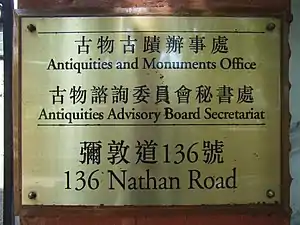 古物古蹟辦事處
Antiquities and Monuments Office
古物諮詢委員會秘書處
Antiquities Advisory Board Secretariat
彌敦道136號
136 Nathan Road